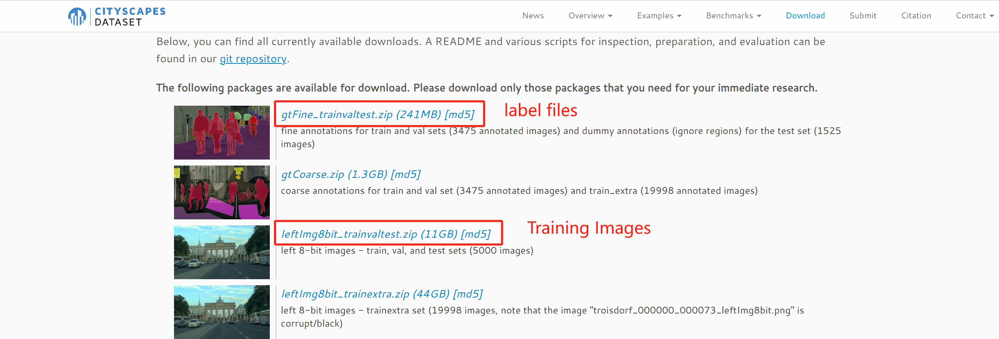 CITYSCAPES
DATASET
News Overview Examples Benchmarks Download Submit Citation Contact
Below, you can find all currently available downloads. A README and various scripts for inspection, preparation, and evaluation can be
found in our git repository.
The following packages are available for download. Please download only those packages that you need for your immediate research.
gtFine_trainvaltest.zip (241MB) [md5]
label files
fine annotations for train and val sets (3475 annotated images) and dummy annotations (ignore regions) for the test set (1525
images)
gtCoarse.zip (1.3GB) [md5]
coarse annotations for train and val set (3475 annotated images) and train_extra (19998 annotated images)
leftImg8bit_trainvaltest.zip (11GB) [md5]
Training Images
left 8-bit images - train, val, and test sets (5000 images)
leftImg8bit_trainextra.zip (44GB) [md5]
left 8-bit images - trainextra set (19998 images, note that the image "troisdorf_000000_000073_leftImg8bit.png" is
corrupt/black)